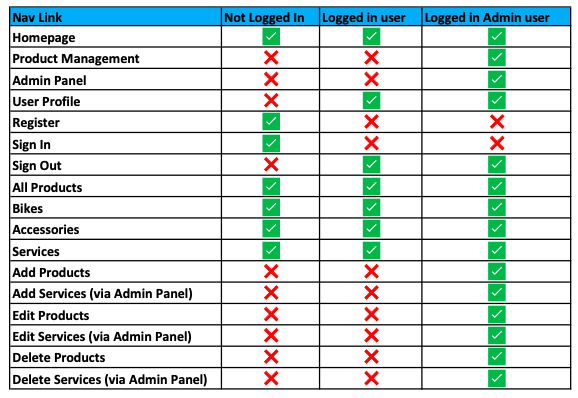 Nav Link Not Logged In Logged in user Logged in Admin user
Homepage
Product Management
Admin Panel
User Profile
Register
Sign In
Sign Out
All Products
Bikes
Accessories
Services
Add Products
Add Services (via Admin Panel)
Edit Products
Edit Services (via Admin Panel)
Delete Products
Delete Services (via Admin Panel)